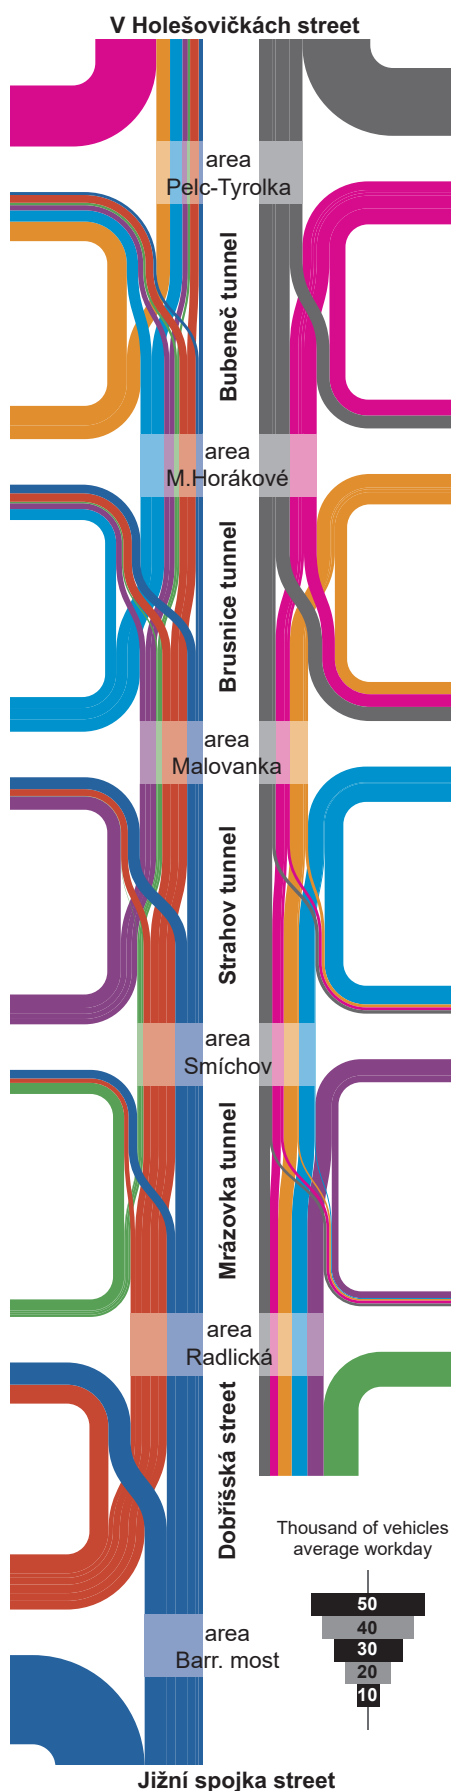 V Holešovičkách street
area
Pelc-Tyrolka
Bubeneč tunnel
area
M.Horákové
Brusnice tunnel
area
Malovanka
Strahov tunnel
area
Smíchov
Mrázovka tunnel
area
Radlická
Dobříšská street
Thousand of vehicles
average workday
50
40
30
20
10
area
Barr. most
Jižní spojka street